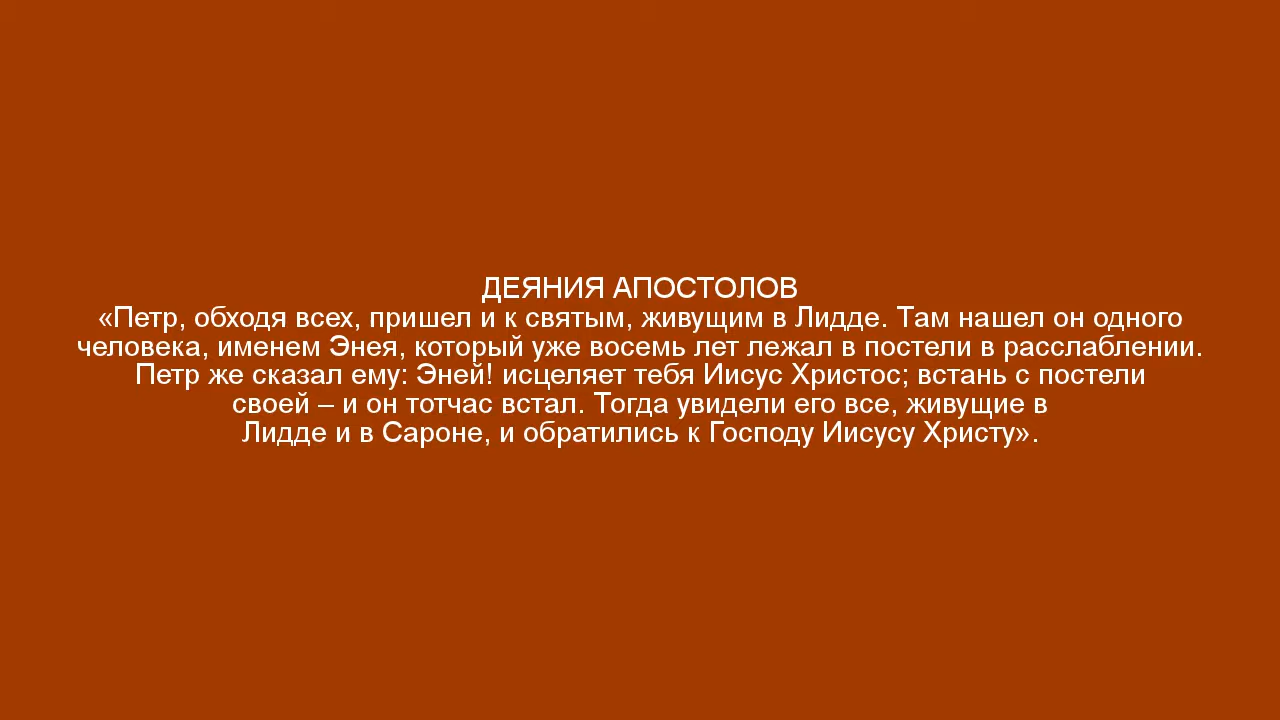 ДЕЯНИЯ АПОСТОЛОВ
«Петр, обходя всех, пришел и к святым, живущим в Лидде. Там нашел он одного
человека, именем Энея, который уже восемь лет лежал в постели в расслаблении.
Петр же сказал ему: Эней! исцеляет тебя Иисус Христос; встань с постели
своей – и он тотчас встал. Тогда увидели его все, живущие в
Лидде и в Сароне, и обратились к Господу Иисусу Христу».